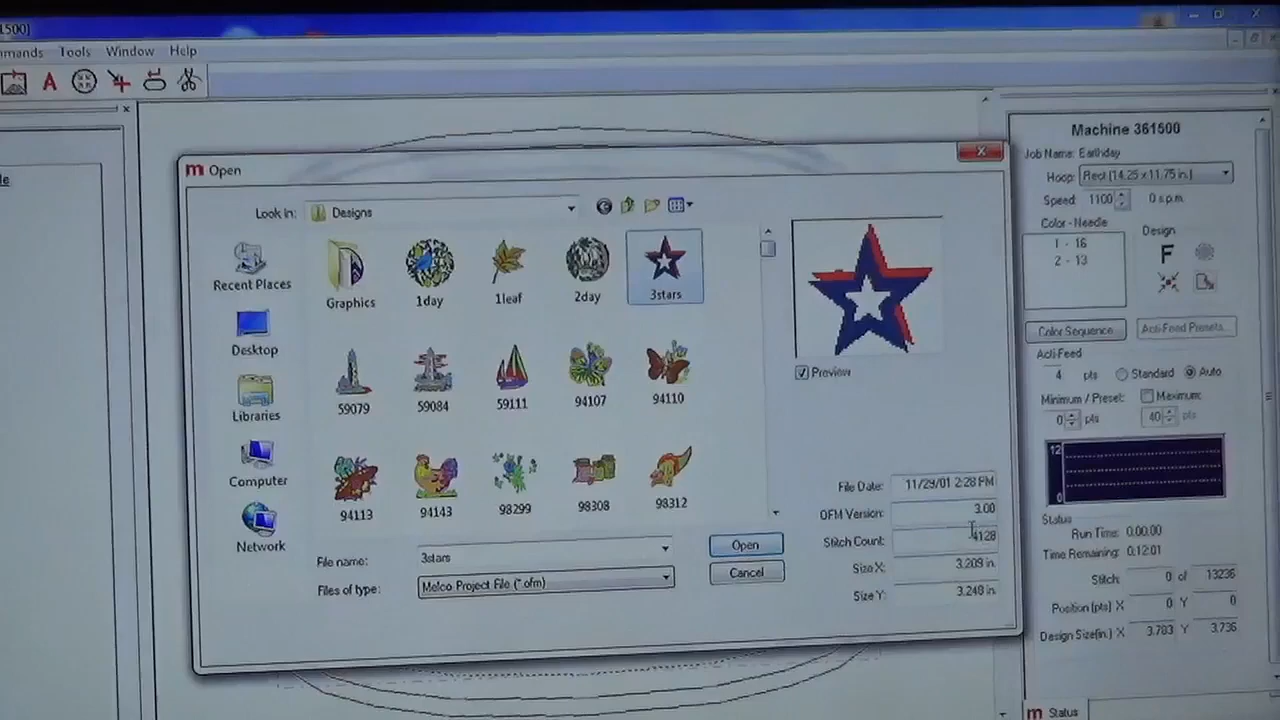 1500]
mmands Tools Window Help
Open
Look in: Designs
Recent Places
Desktop
Libraries
Computer
Network
Graphics 1day 1leaf 2day 3stars
59079 59084 59111 94107 94110
94113 94143 98299 98308 98312
File name: 3stars
Files of type: Melco Project File (*.ofm)
Open
Cancel
Preview
File Date: 11/29/01 2:28 PM
OFM Version: 3.00
Stitch Count: 4128
Size X: 3.209 in.
Size Y: 3.248 in.
Machine 361500
Job Name: Earthday
Hoop: Rect (14.25 x 11.75 in.)
Speed: 1100 0 s.p.m.
Color - Needle
1 - 16
2 - 13
Design
F
Color Sequence
Acti-Feed Presets...
Acti-Feed
4 pts Standard Auto
Minimum / Preset: Maximum:
0 pts 40 pts
12
0
Status
Run Time: 0:00:00
Time Remaining: 0:12:01
Stitch: 0 of 13236
Position (pts) X 0 Y 0
Design Size(in.) X 3.783 Y 3.736
m Status